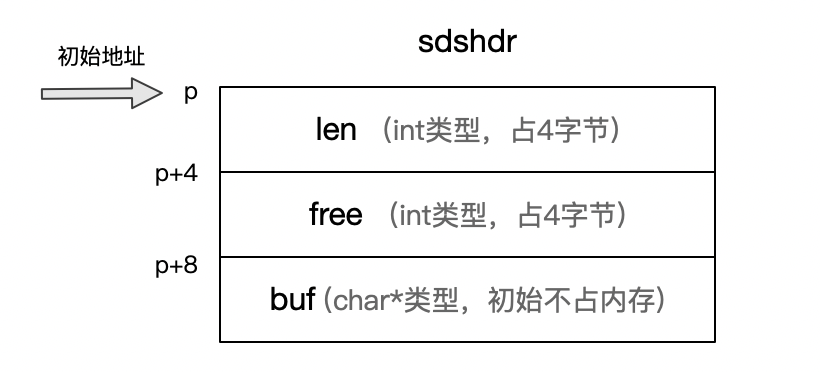 sdshdr
初始地址
p
len （int类型，占4字节）
p+4
free （int类型，占4字节）
p+8
buf（char*类型，初始不占内存）